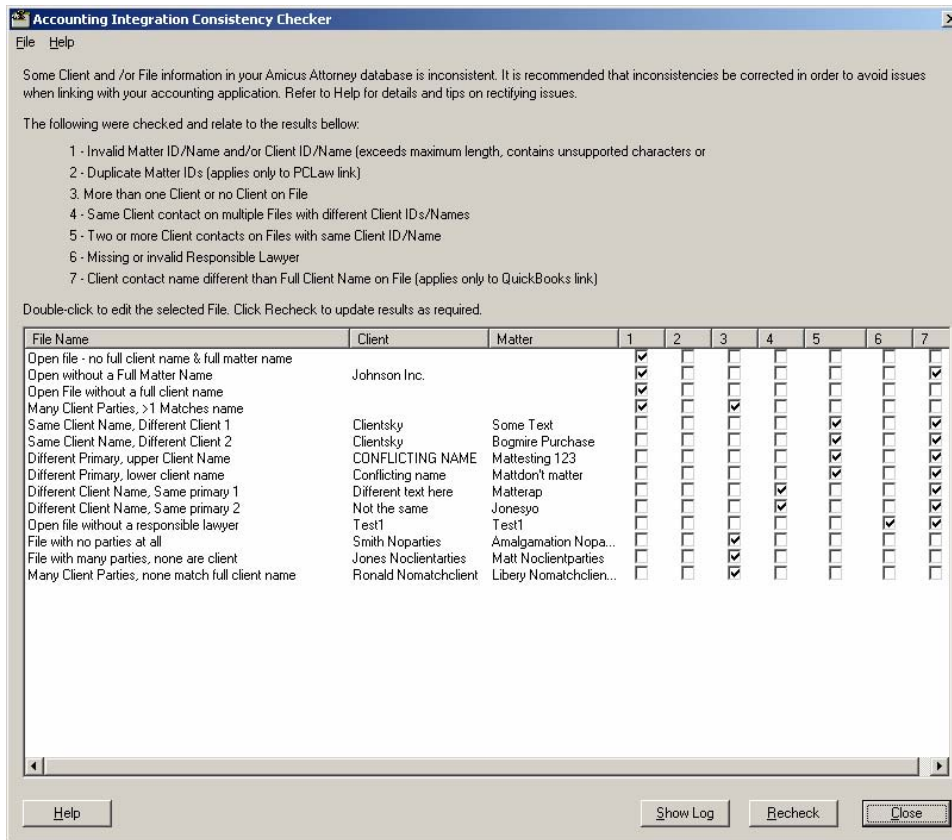 Accounting Integration Consistency Checker
File Help
Some Client and /or File information in your Amicus Attorney database is inconsistent. It is recommended that inconsistencies be corrected in order to avoid issues
when linking with your accounting application. Refer to Help for details and tips on rectifying issues.
The following were checked and relate to the results bellow:
1 - Invalid Matter ID/Name and/or Client ID/Name (exceeds maximum length, contains unsupported characters or
2 - Duplicate Matter IDs (applies only to PCLaw link)
3. More than one Client or no Client on File
4 - Same Client contact on multiple Files with different Client IDs/Names
5 - Two or more Client contacts on Files with same Client ID/Name
6 - Missing or invalid Responsible Lawyer
7 - Client contact name different than Full Client Name on File (applies only to QuickBooks link)
Double-click to edit the selected File. Click Recheck to update results as required.
File Name Client Matter 1 2 3 4 5 6 7
Open file - no full client name & full matter name
Open without a Full Matter Name Johnson Inc.
Open File without a full client name
Many Client Parties, >1 Matches name
Same Client Name, Different Client 1 Clientsky Some Text
Same Client Name, Different Client 2 Clientsky Bogmire Purchase
Different Primary, upper Client Name CONFLICTING NAME Mattesting 123
Different Primary, lower client name Conflicting name Mattdon't matter
Different Client Name, Same primary 1 Different text here Matterap
Different Client Name, Same primary 2 Not the same Jonesyo
Open file without a responsible lawyer Test1 Test1
File with no parties at all Smith Noparties Amalgamation Nopa...
File with many parties, none are client Jones Noclientarties Matt Noclientparties
Many Client Parties, none match full client name Ronald Nomatchclient Libery Nomatchclien...
Help Show Log Recheck Close